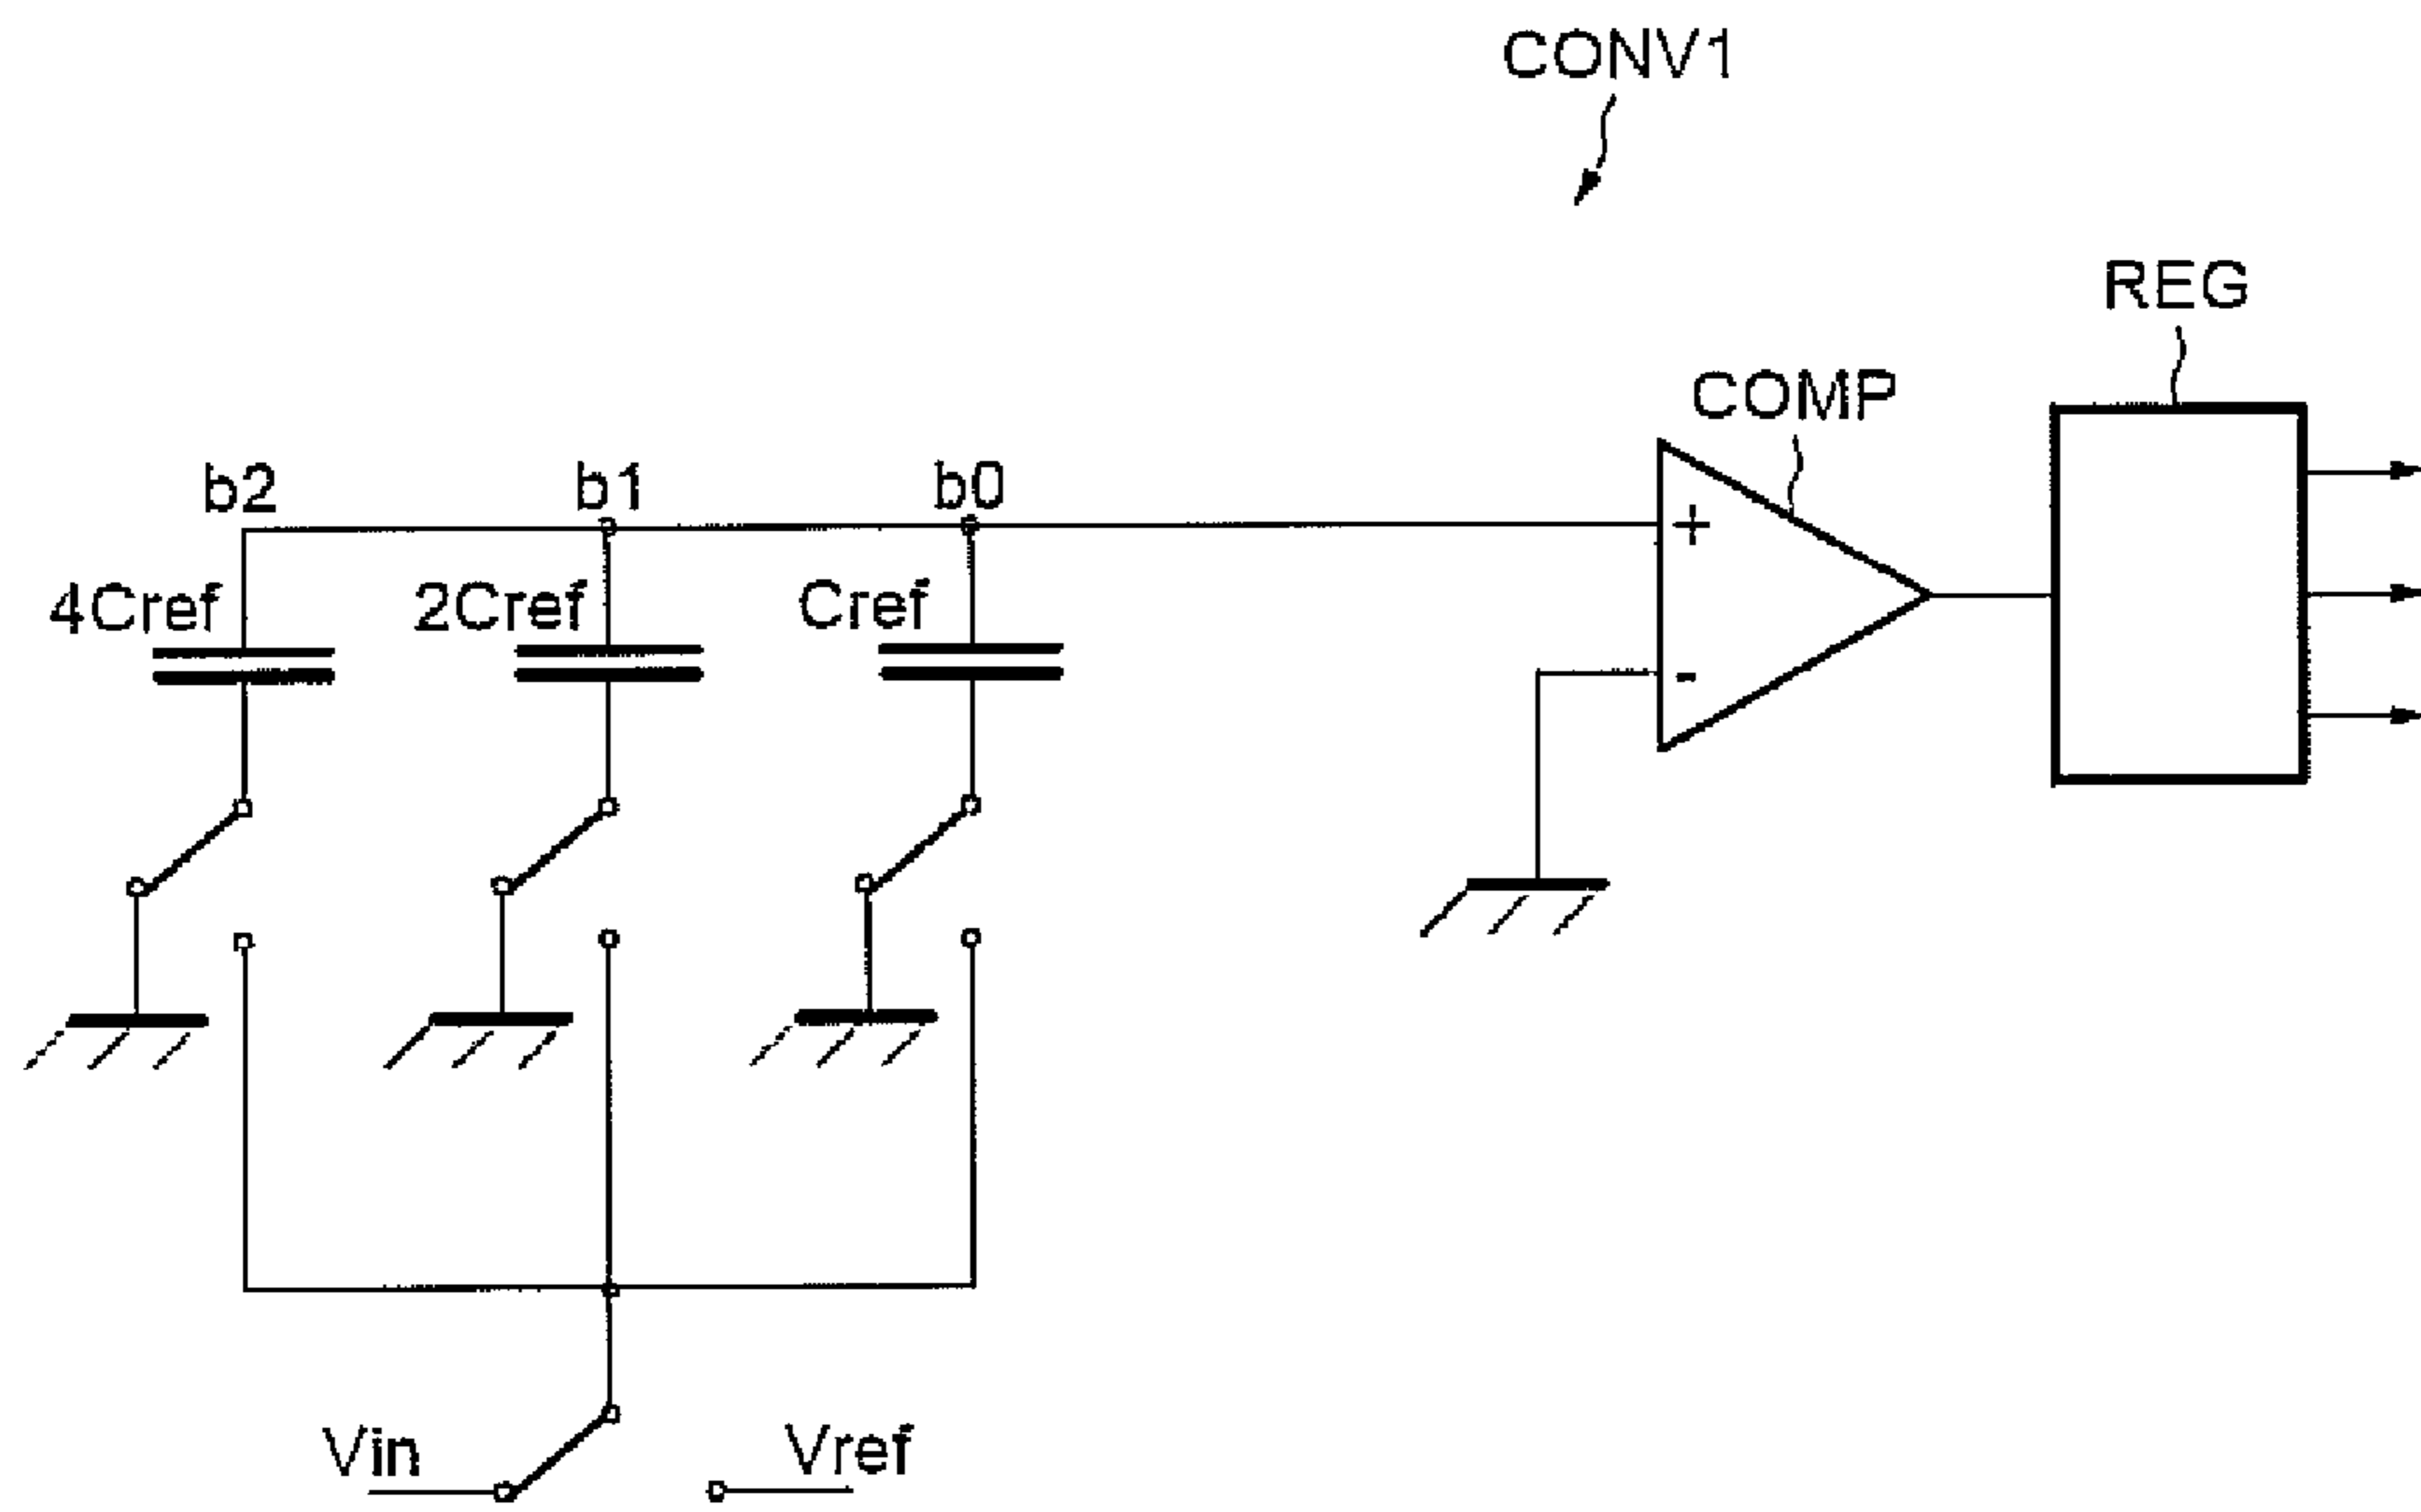 CONV1
REG
COMP
b2 b1 b0
4Cref 2Cref Cref
+
-
Vin Vref